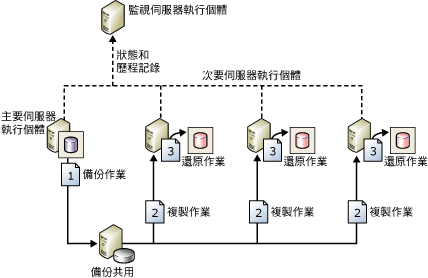 監視伺服器執行個體
狀態和
歷程記錄
次要伺服器執行個體
主要伺服器
執行個體
3
還原作業
3
還原作業
3
還原作業
1
備份作業
2
複製作業
2
複製作業
2
複製作業
備份共用